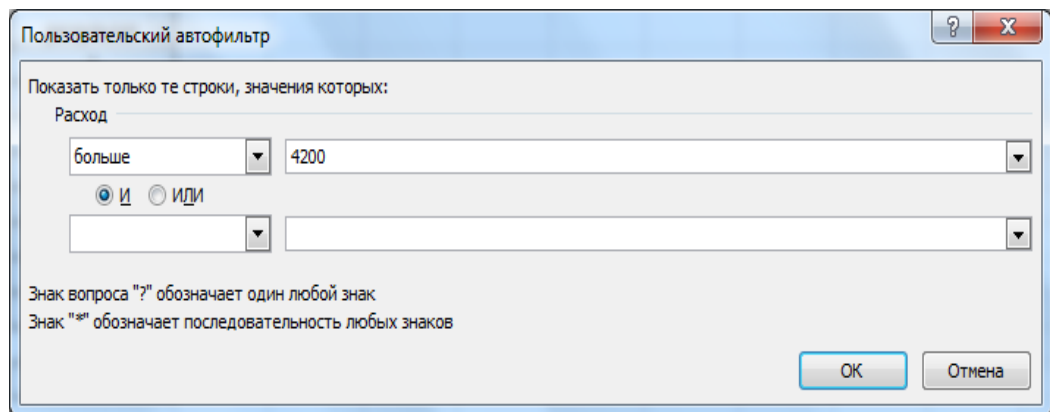 Пользовательский автофильтр
Показать только те строки, значения которых:
Расход
больше 4200
И ИЛИ
Знак вопроса "?" обозначает один любой знак
Знак "*" обозначает последовательность любых знаков
ОК Отмена